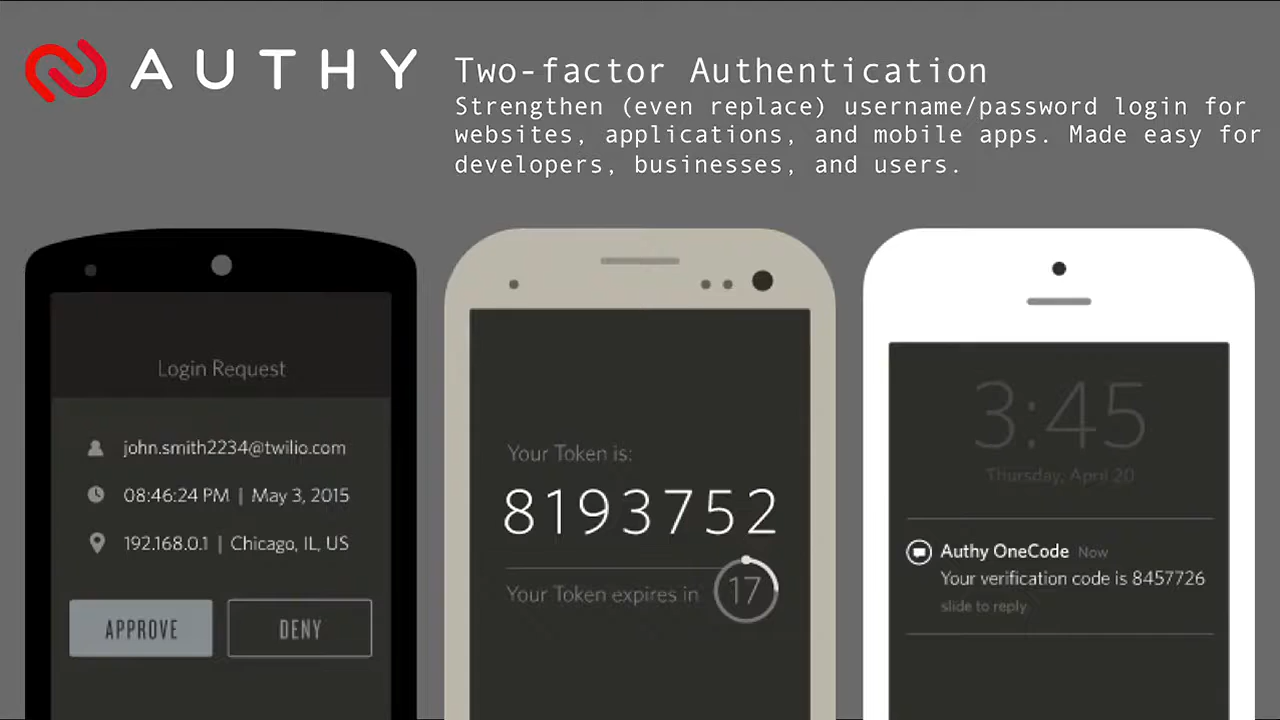 AUTHY
Two-factor Authentication
Strengthen (even replace) username/password login for
websites, applications, and mobile apps. Made easy for
developers, businesses, and users.
Login Request
john.smith2234@twilio.com
08:46:24 PM | May 3, 2015
192.168.0.1 | Chicago, IL, US
APPROVE
DENY
Your Token is:
8193752
Your Token expires in
17
3:45
Thursday, April 20
Authy OneCode Now
Your verification code is 8457726
slide to reply